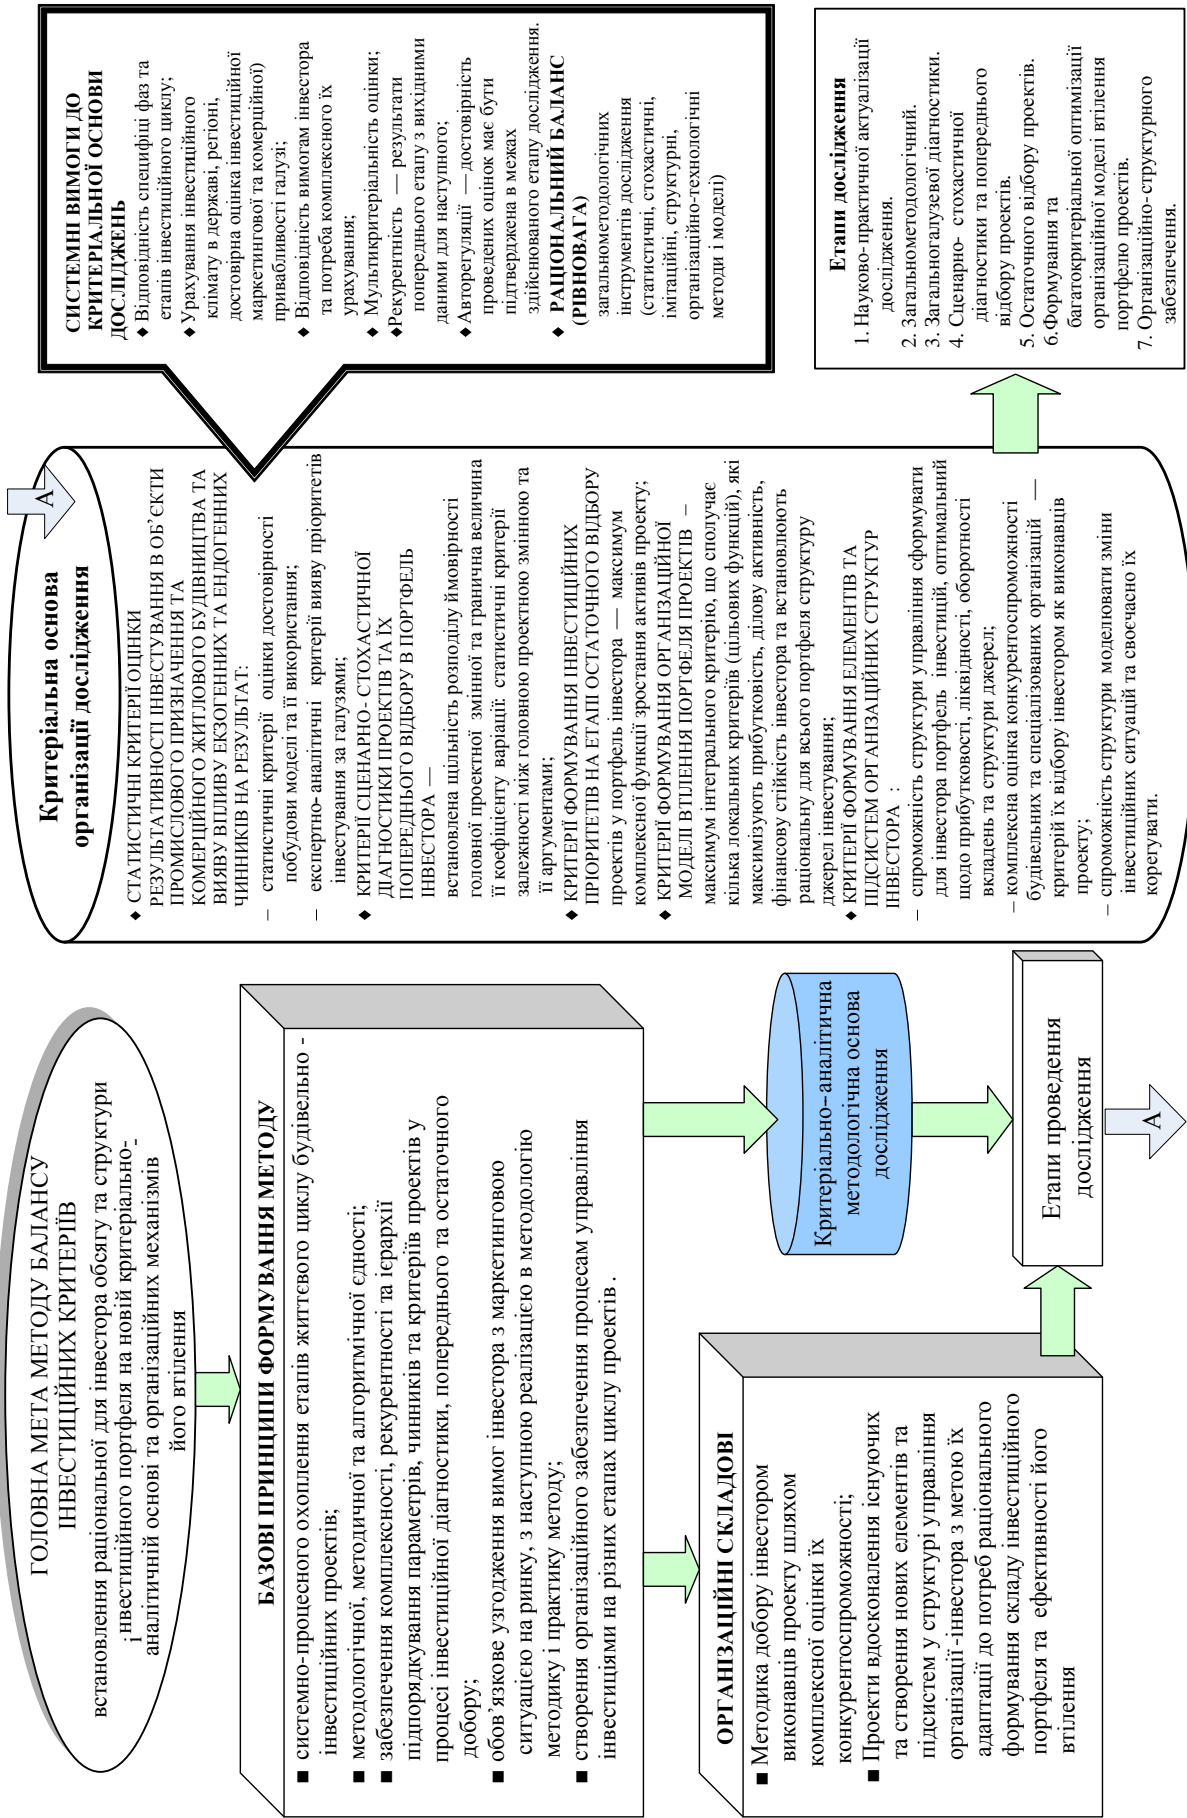 ГОЛОВНА МЕТА МЕТОДУ БАЛАНСУ
ІНВЕСТИЦІЙНИХ КРИТЕРІЇВ
встановлення раціональної для інвестора обсягу та структури
інвестиційного портфеля на новій критеріально-
аналітичній основі та організаційних механізмів
його втілення
БАЗОВІ ПРИНЦИПИ ФОРМУВАННЯ МЕТОДУ
■ системно-процесного охоплення етапів життєвого циклу будівельно -
інвестиційних проектів;
■ методологічної, методичної та алгоритмічної єдності;
■ забезпечення комплексності, рекурентності та ієрархії
підпорядкування параметрів, чинників та критеріїв проектів у
процесі інвестиційної діагностики, попереднього та остаточного
добору;
■ обов'язкове узгодження вимог інвестора з маркетинговою
ситуацією на ринку, з наступною реалізацією в методологію
методику і практику методу;
■ створення організаційного забезпечення процесам управління
інвестиціями на різних етапах циклу проектів .
ОРГАНІЗАЦІЙНІ СКЛАДОВІ
■ Методика добору інвестором
виконавців проекту шляхом
комплексної оцінки їх
конкурентоспроможності;
■ Проекти вдосконалення існуючих
та створення нових елементів та
підсистем у структурі управління
організації -інвестора з метою їх
адаптації до потреб раціонального
формування складу інвестиційного
портфеля та ефективності його
втілення
Критеріально−аналітична
методологічна основа
дослідження
Етапи проведення
дослідження
А
А
Критеріальна основа
організації дослідження
♦ СТАТИСТИЧНІ КРИТЕРІЇ ОЦІНКИ
РЕЗУЛЬТАТИВНОСТІ ІНВЕСТУВАННЯ В ОБ'ЄКТИ
ПРОМИСЛОВОГО ПРИЗНАЧЕННЯ ТА
КОМЕРЦІЙНОГО ЖИТЛОВОГО БУДІВНИЦТВА ТА
ВИЯВУ ВПЛИВУ ЕКЗОГЕННИХ ТА ЕНДОГЕННИХ
ЧИННИКІВ НА РЕЗУЛЬТАТ:
– статистичні критерії оцінки достовірності
побудови моделі та її використання;
– експертно- аналітичні критерії вияву пріоритетів
інвестування за галузями;
♦ КРИТЕРІЇ СЦЕНАРНО- СТОХАСТИЧНОЇ
ДІАГНОСТИКИ ПРОЕКТІВ ТА ЇХ
ПОПЕРЕДНЬОГО ВІДБОРУ В ПОРТФЕЛЬ
ІНВЕСТОРА —
встановлена щільність розподілу ймовірності
головної проектної змінної та гранична величина
її коефіцієнту варіації; статистичні критерії
залежності між головною проектною змінною та
її аргументами;
♦ КРИТЕРІЇ ФОРМУВАННЯ ІНВЕСТИЦІЙНИХ
ПРІОРИТЕТІВ НА ЕТАПІ ОСТАТОЧНОГО ВІДБОРУ
проектів у портфель інвестора — максимум
комплексної функції зростання активів проекту;
♦ КРИТЕРІЇ ФОРМУВАННЯ ОРГАНІЗАЦІЙНОЇ
МОДЕЛІ ВТІЛЕННЯ ПОРТФЕЛЯ ПРОЕКТІВ –
максимум інтегрального критерію, що сполучає
кілька локальних критеріїв (цільових функцій), які
максимізують прибутковість, ділову активність,
фінансову стійкість інвестора та встановлюють
раціональну для всього портфеля структуру
джерел інвестування;
♦ КРИТЕРІЇ ФОРМУВАННЯ ЕЛЕМЕНТІВ ТА
ПІДСИСТЕМ ОРГАНІЗАЦІЙНИХ СТРУКТУР
ІНВЕСТОРА :
– спроможність структури управління сформувати
для інвестора портфель інвестицій, оптимальний
щодо прибутковості, ліквідності, оборотності
вкладень та структури джерел;
– комплексна оцінка конкурентоспроможності
будівельних та спеціалізованих організацій —
критерій їх відбору інвестором як виконавців
проекту;
– спроможність структури моделювати зміни
інвестиційних ситуацій та своєчасно їх
корегувати.
СИСТЕМНІ ВИМОГИ ДО
КРИТЕРІАЛЬНОЇ ОСНОВИ
ДОСЛІДЖЕНЬ
♦ Відповідність специфіці фаз та
етапів інвестиційного циклу;
♦ Урахування інвестиційного
клімату в державі, регіоні,
достовірна оцінка інвестиційної
маркетингової та комерційної)
привабливості галузі;
♦ Відповідність вимогам інвестора
та потреба комплексного їх
урахування;
♦ Мультикритеріальність оцінки;
♦Рекурентність — результати
попереднього етапу з вихідними
даними для наступного;
♦Авторегуляції —достовірність
проведених оцінок має бути
підтверджена в межах
здійснюваного етапу дослідження.
♦ РАЦІОНАЛЬНИЙ БАЛАНС
(РІВНОВАГА)
загальнометодологічних
інструментів дослідження
(статистичні, стохастичні,
імітаційні, структурні,
організаційно-технологічні
методи і моделі)
Етапи дослідження
1. Науково-практичної актуалізації
дослідження.
2. Загальнометодологічний.
3. Загальногалузевої діагностики.
4. Сценарно- стохастичної
діагностики та попереднього
відбору проектів.
5. Остаточного відбору проектів.
6.Формування та
багатокритеріальної оптимізації
організаційної моделі втілення
портфелю проектів.
7. Організаційно-структурного
забезпечення.